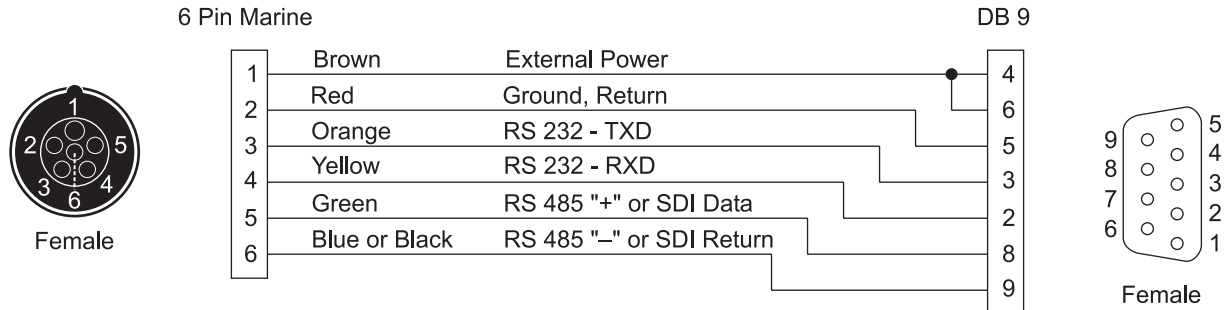 6 Pin Marine DB 9
1 Brown External Power 4
2 Red Ground, Return 6
3 Orange RS 232 - TXD 5
4 Yellow RS 232 - RXD 3
5 Green RS 485 "+" or SDI Data 2
6 Blue or Black RS 485 "–" or SDI Return 8
9
1
2 5
3 4
6
Female
9 5
8 4
7 3
6 2
1
Female